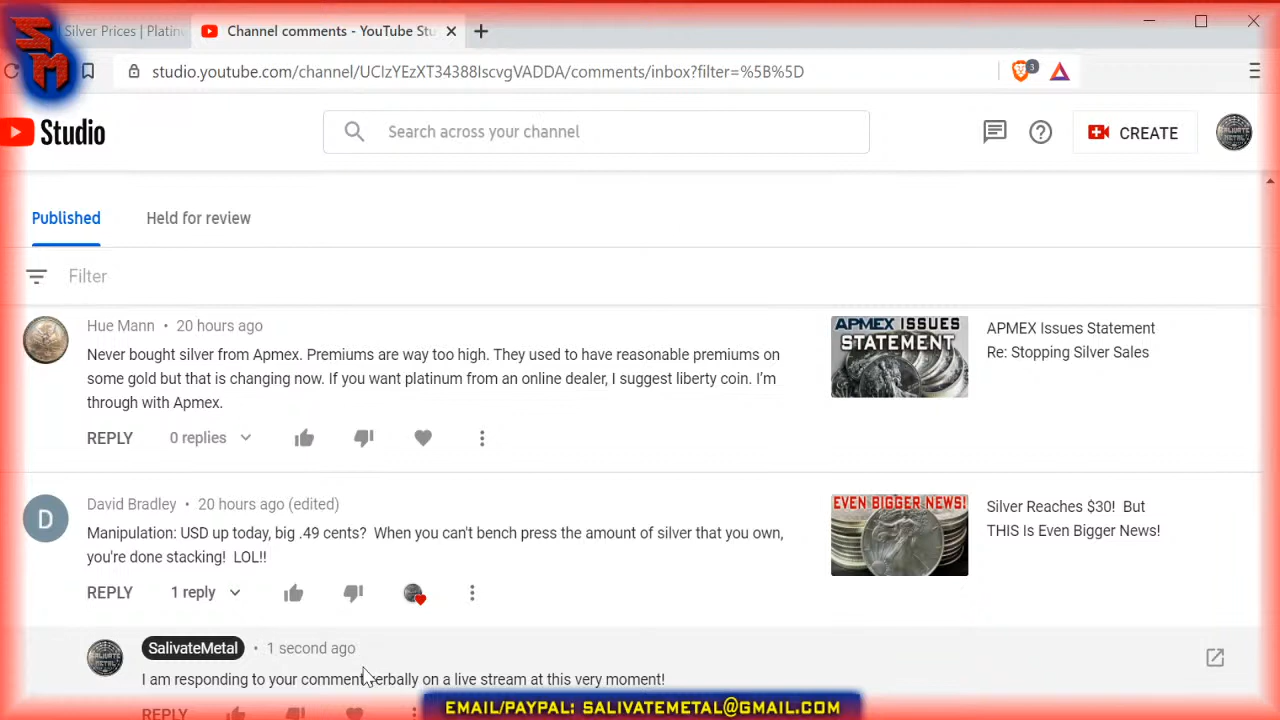 SM
Silver Prices | Platin
Channel comments - YouTube Stu
studio.youtube.com/channel/UCIzYEzXT34388IscvgVADDA/comments/inbox?filter=%5B%5D
3
Studio
Search across your channel
CREATE
Published
Held for review
Filter
Hue Mann • 20 hours ago
Never bought silver from Apmex. Premiums are way too high. They used to have reasonable premiums on
some gold but that is changing now. If you want platinum from an online dealer, I suggest liberty coin. I'm
through with Apmex.
REPLY 0 replies
APMEX ISSUES
STATEMENT
APMEX Issues Statement
Re: Stopping Silver Sales
David Bradley • 20 hours ago (edited)
Manipulation: USD up today, big .49 cents? When you can't bench press the amount of silver that you own,
you're done stacking! LOL!!
REPLY 1 reply
EVEN BIGGER NEWS!
Silver Reaches $30! But
THIS Is Even Bigger News!
SalivateMetal • 1 second ago
I am responding to your comment verbally on a live stream at this very moment!
REPLY
EMAIL/PAYPAL: SALIVATEMETAL@GMAIL.COM